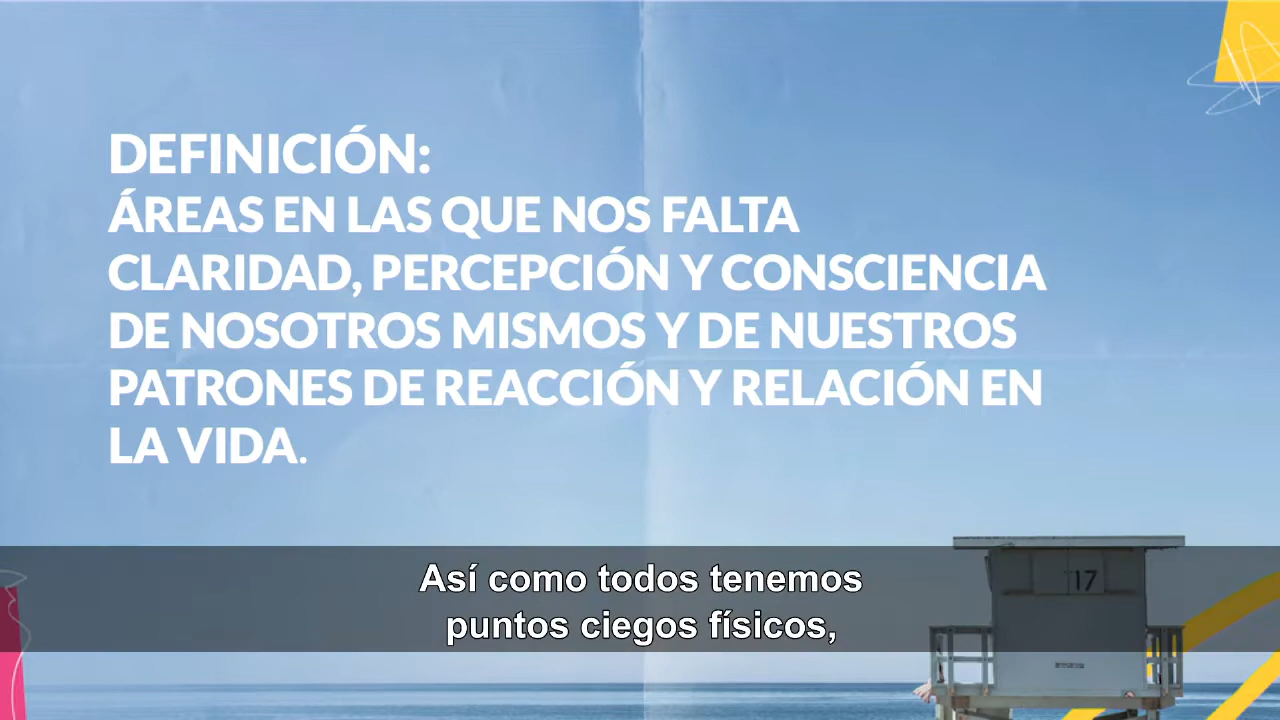 DEFINICIÓN:
ÁREAS EN LAS QUE NOS FALTA
CLARIDAD, PERCEPCIÓN Y CONSCIENCIA
DE NOSOTROS MISMOS Y DE NUESTROS
PATRONES DE REACCIÓN Y RELACIÓN EN
LA VIDA.
Así como todos tenemos
17
puntos ciegos físicos,